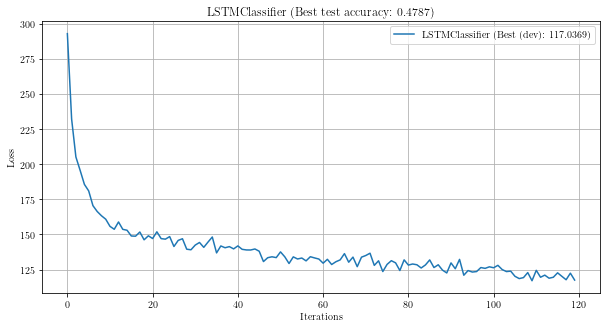 LSTMClassifier (Best test accuracy: 0.4787)
LSTMClassifier (Best (dev): 117.0369)
300
275
250
225
200
175
150
125
Loss
0 20 40 60 80 100 120
Iterations